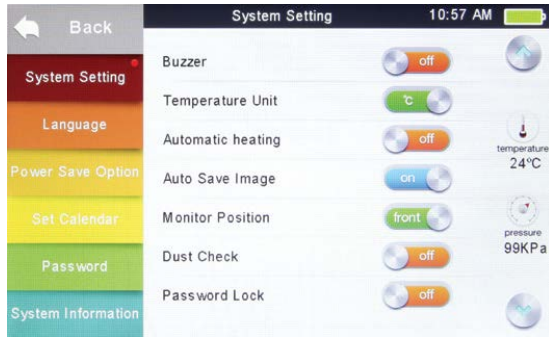 Back
System Setting
10:57 AM
System Setting
Language
Power Save Option
Set Calendar
Password
System Information
Buzzer
off
Temperature Unit
℃
Automatic heating
off
Auto Save Image
on
Monitor Position
front
Dust Check
off
Password Lock
off
temperature
24℃
pressure
99KPa